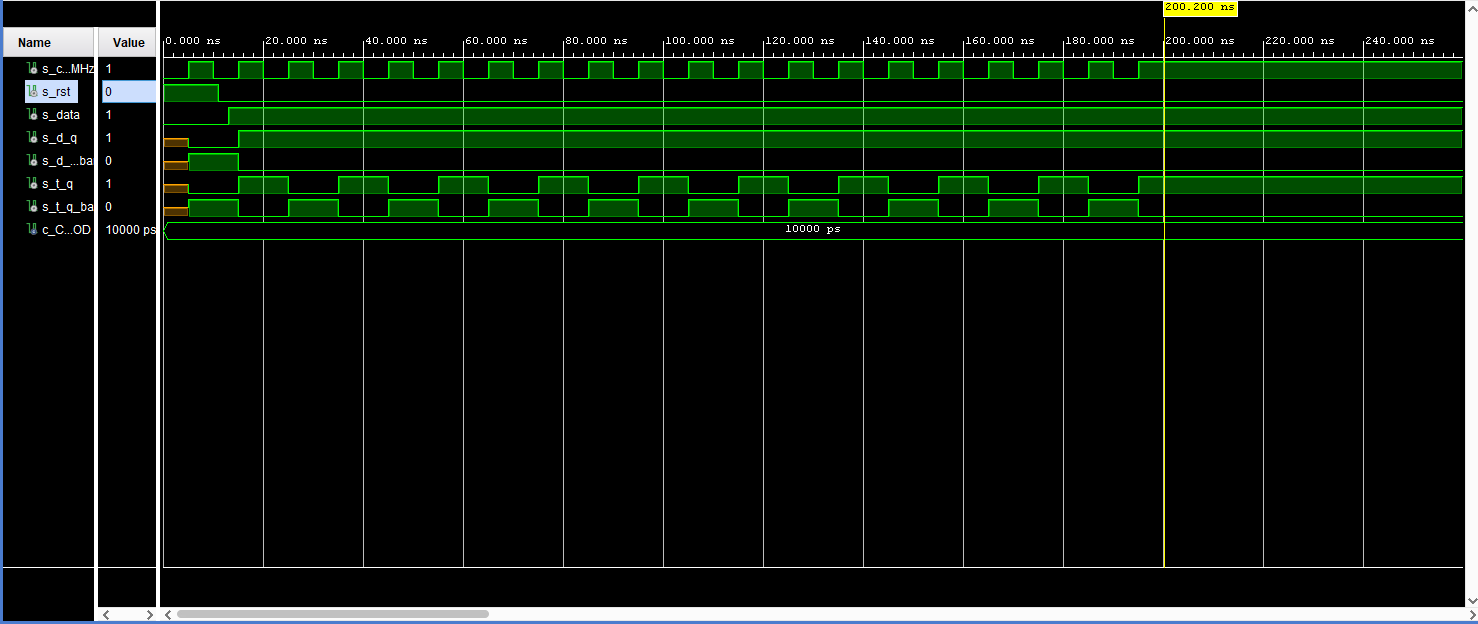 200.200 ns
Name Value
0.000 ns 20.000 ns 40.000 ns 60.000 ns 80.000 ns 100.000 ns 120.000 ns 140.000 ns 160.000 ns 180.000 ns 200.000 ns 220.000 ns 240.000 ns
s_c...MHz 1
s_rst 0
s_data 1
s_d_q 1
s_d_...ba 0
s_t_q 1
s_t_q_ba 0
c_C...OD 10000 ps 10000 ps